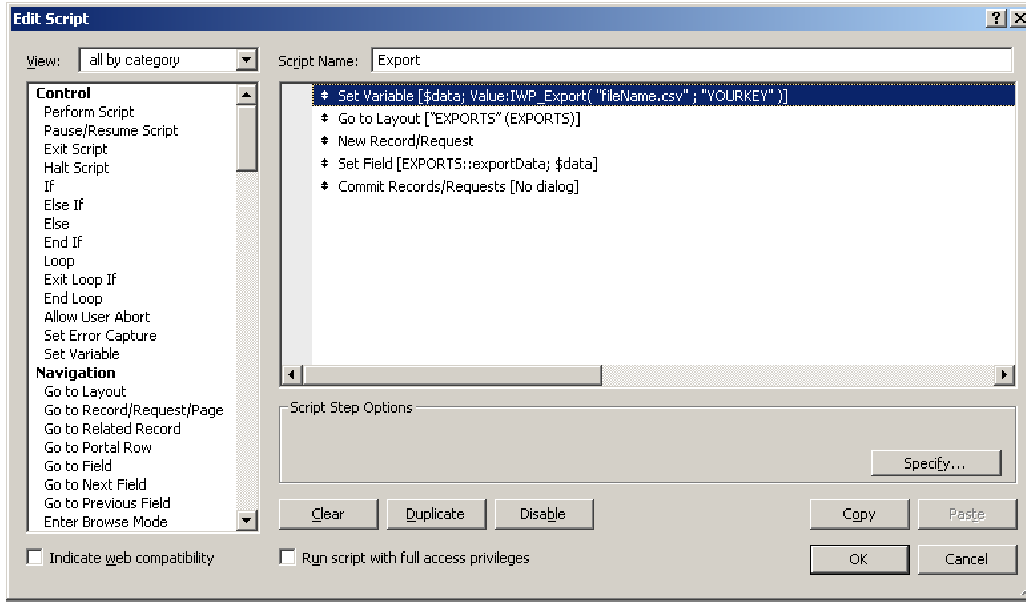 Edit Script
View: all by category
Script Name: Export
Control
Perform Script
Pause/Resume Script
Exit Script
Halt Script
If
Else If
Else
End If
Loop
Exit Loop If
End Loop
Allow User Abort
Set Error Capture
Set Variable
Navigation
Go to Layout
Go to Record/Request/Page
Go to Related Record
Go to Portal Row
Go to Field
Go to Next Field
Go to Previous Field
Enter Browse Mode
Set Variable [$data; Value:IWP_Export( "fileName.csv" ; "YOURKEY" )]
Go to Layout ["EXPORTS" (EXPORTS)]
New Record/Request
Set Field [EXPORTS::exportData; $data]
Commit Records/Requests [No dialog]
Script Step Options
Specify...
Clear Duplicate Disable Copy Paste
Indicate web compatibility
Run script with full access privileges
OK Cancel